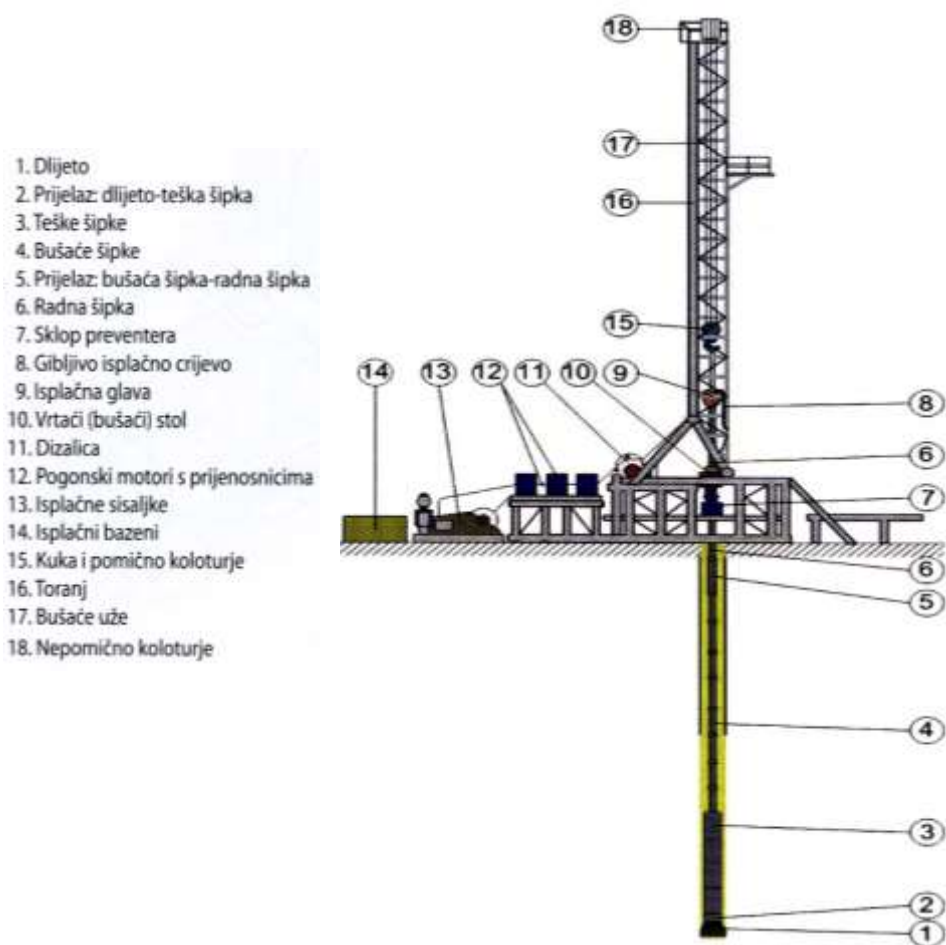 1. Dlijeto
2. Prijelaz: dlijeto-teška šipka
3. Teške šipke
4. Bušaće šipke
5. Prijelaz: bušaća šipka-radna šipka
6. Radna šipka
7. Sklop preventera
8. Gibljivo isplačno crijevo
9. Isplačna glava
10. Vrtaći (bušaći) stol
11. Dizalica
12. Pogonski motori s prijenosnicima
13. Isplačne sisaljke
14. Isplačni bazeni
15. Kuka i pomično koloturje
16. Toranj
17. Bušaće uže
18. Nepomično koloturje
18
17
16
15
14 13 12 11 10 9 8
6
7
6
5
4
3
2
1